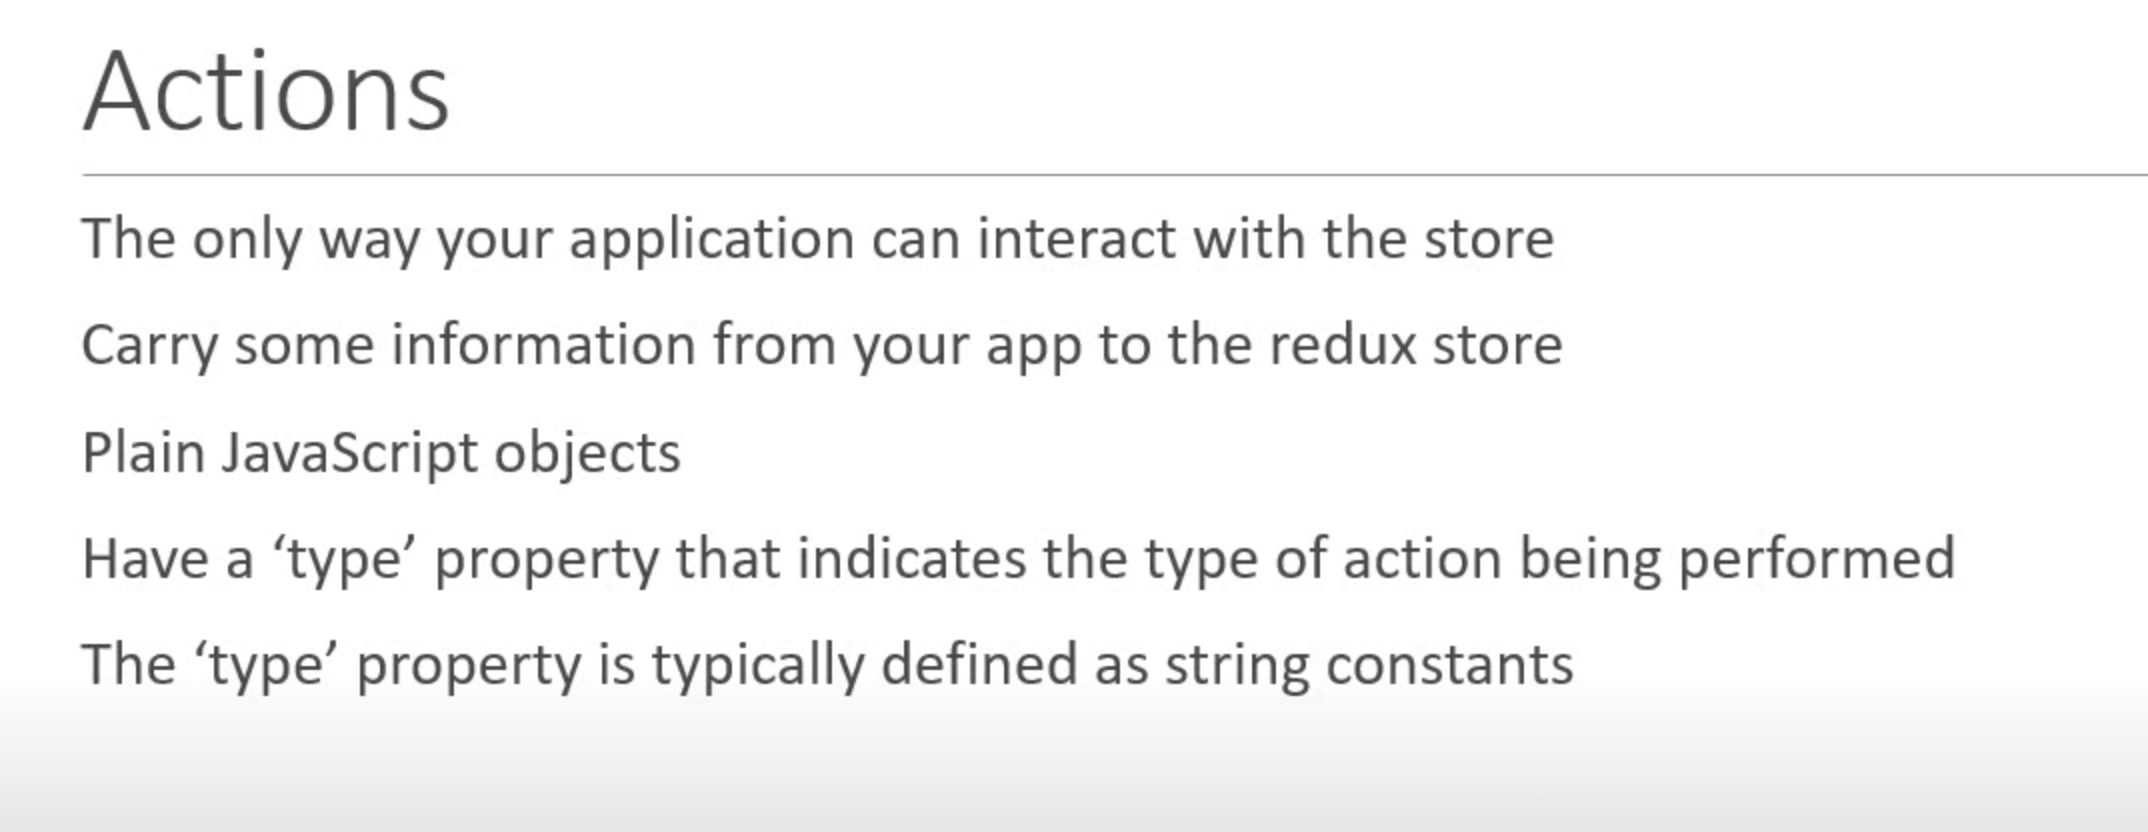 Actions
The only way your application can interact with the store
Carry some information from your app to the redux store
Plain JavaScript objects
Have a ‘type’ property that indicates the type of action being performed
The ‘type’ property is typically defined as string constants